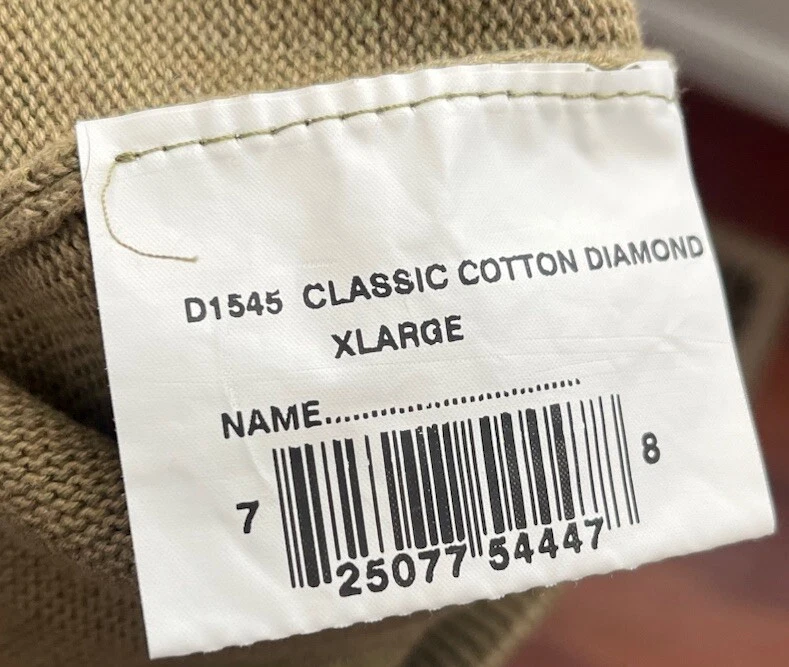 D1545 CLASSIC COTTON DIAMOND
XLARGE
NAME................................
7 25077 54447 8